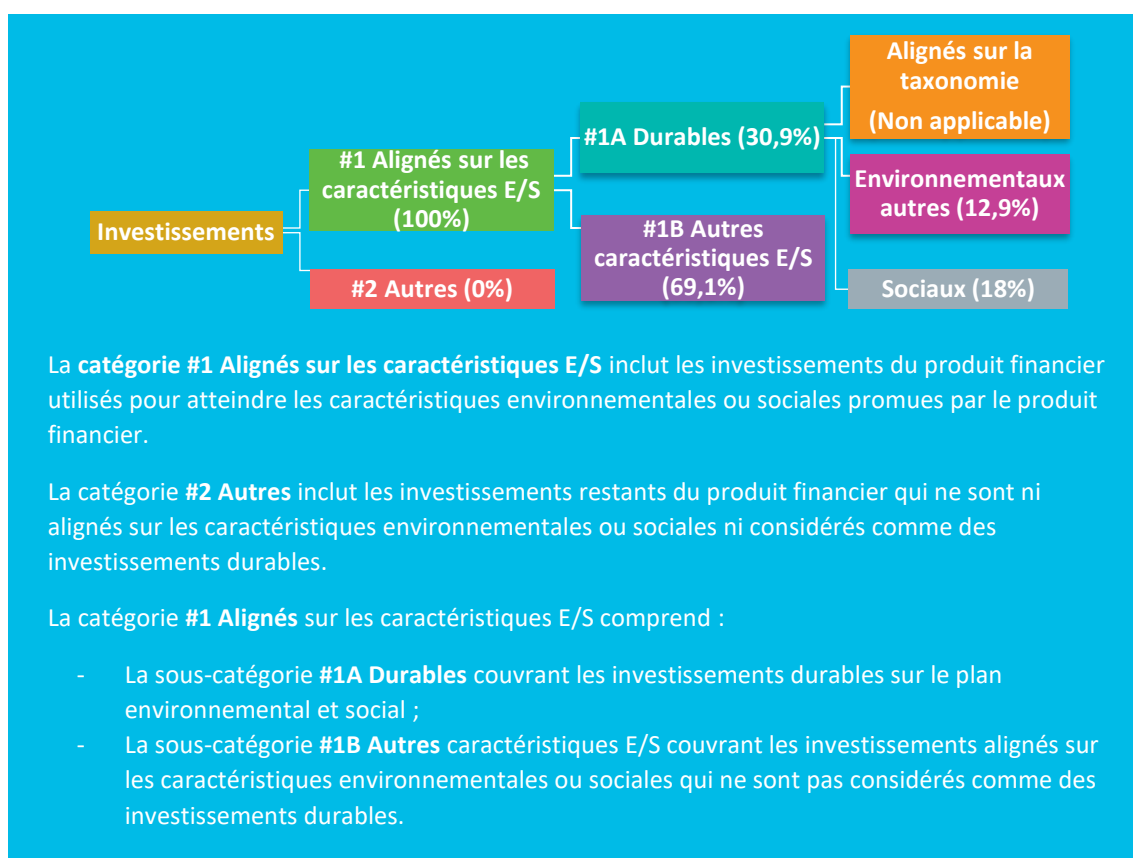 Investissements
#1 Alignés sur les
caractéristiques E/S
(100%)
#2 Autres (0%)
#1A Durables (30,9%)
#1B Autres
caractéristiques E/S
(69,1%)
Alignés sur la
taxonomie
(Non applicable)
Environnementaux
autres (12,9%)
Sociaux (18%)
La catégorie #1 Alignés sur les caractéristiques E/S inclut les investissements du produit financier
utilisés pour atteindre les caractéristiques environnementales ou sociales promues par le produit
financier.
La catégorie #2 Autres inclut les investissements restants du produit financier qui ne sont ni
alignés sur les caractéristiques environnementales ou sociales ni considérés comme des
investissements durables.
La catégorie #1 Alignés sur les caractéristiques E/S comprend :
- La sous-catégorie #1A Durables couvrant les investissements durables sur le plan
environnemental et social ;
- La sous-catégorie #1B Autres caractéristiques E/S couvrant les investissements alignés sur
les caractéristiques environnementales ou sociales qui ne sont pas considérés comme des
investissements durables.